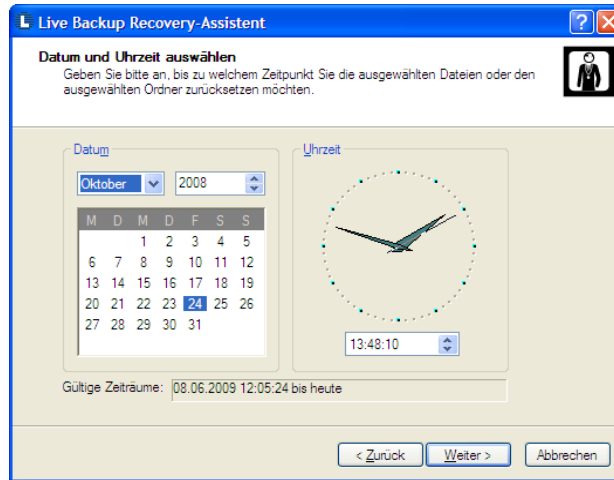 Live Backup Recovery-Assistent
Datum und Uhrzeit auswählen
Geben Sie bitte an, bis zu welchem Zeitpunkt Sie die ausgewählten Dateien oder den
ausgewählten Ordner zurücksetzen möchten.
Datum
Oktober 2008
M D M D F S S
1 2 3 4 5
6 7 8 9 10 11 12
13 14 15 16 17 18 19
20 21 22 23 24 25 26
27 28 29 30 31
Uhrzeit
13:48:10
Gültige Zeiträume: 08.06.2009 12:05:24 bis heute
< Zurück Weiter > Abbrechen